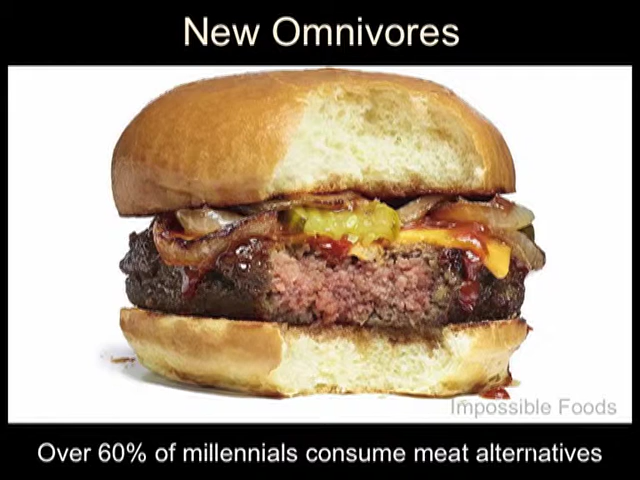 New Omnivores
Impossible Foods
Over 60% of millennials consume meat alternatives